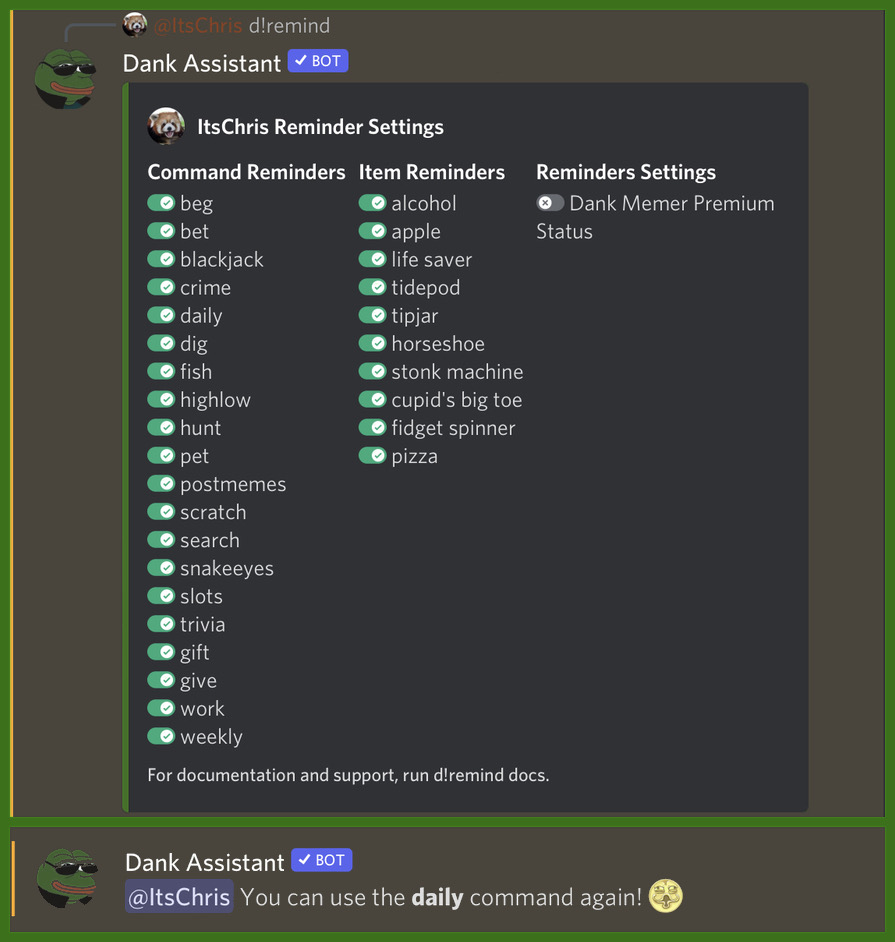 @ItsChris d!remind
Dank Assistant BOT
ItsChris Reminder Settings
Command Reminders
beg
bet
blackjack
crime
daily
dig
fish
highlow
hunt
pet
postmemes
scratch
search
snakeeyes
slots
trivia
gift
give
work
weekly
Item Reminders
alcohol
apple
life saver
tidepod
tipjar
horseshoe
stonk machine
cupid's big toe
fidget spinner
pizza
Reminders Settings
Dank Memer Premium
Status
For documentation and support, run d!remind docs.
Dank Assistant BOT
@ItsChris You can use the daily command again!